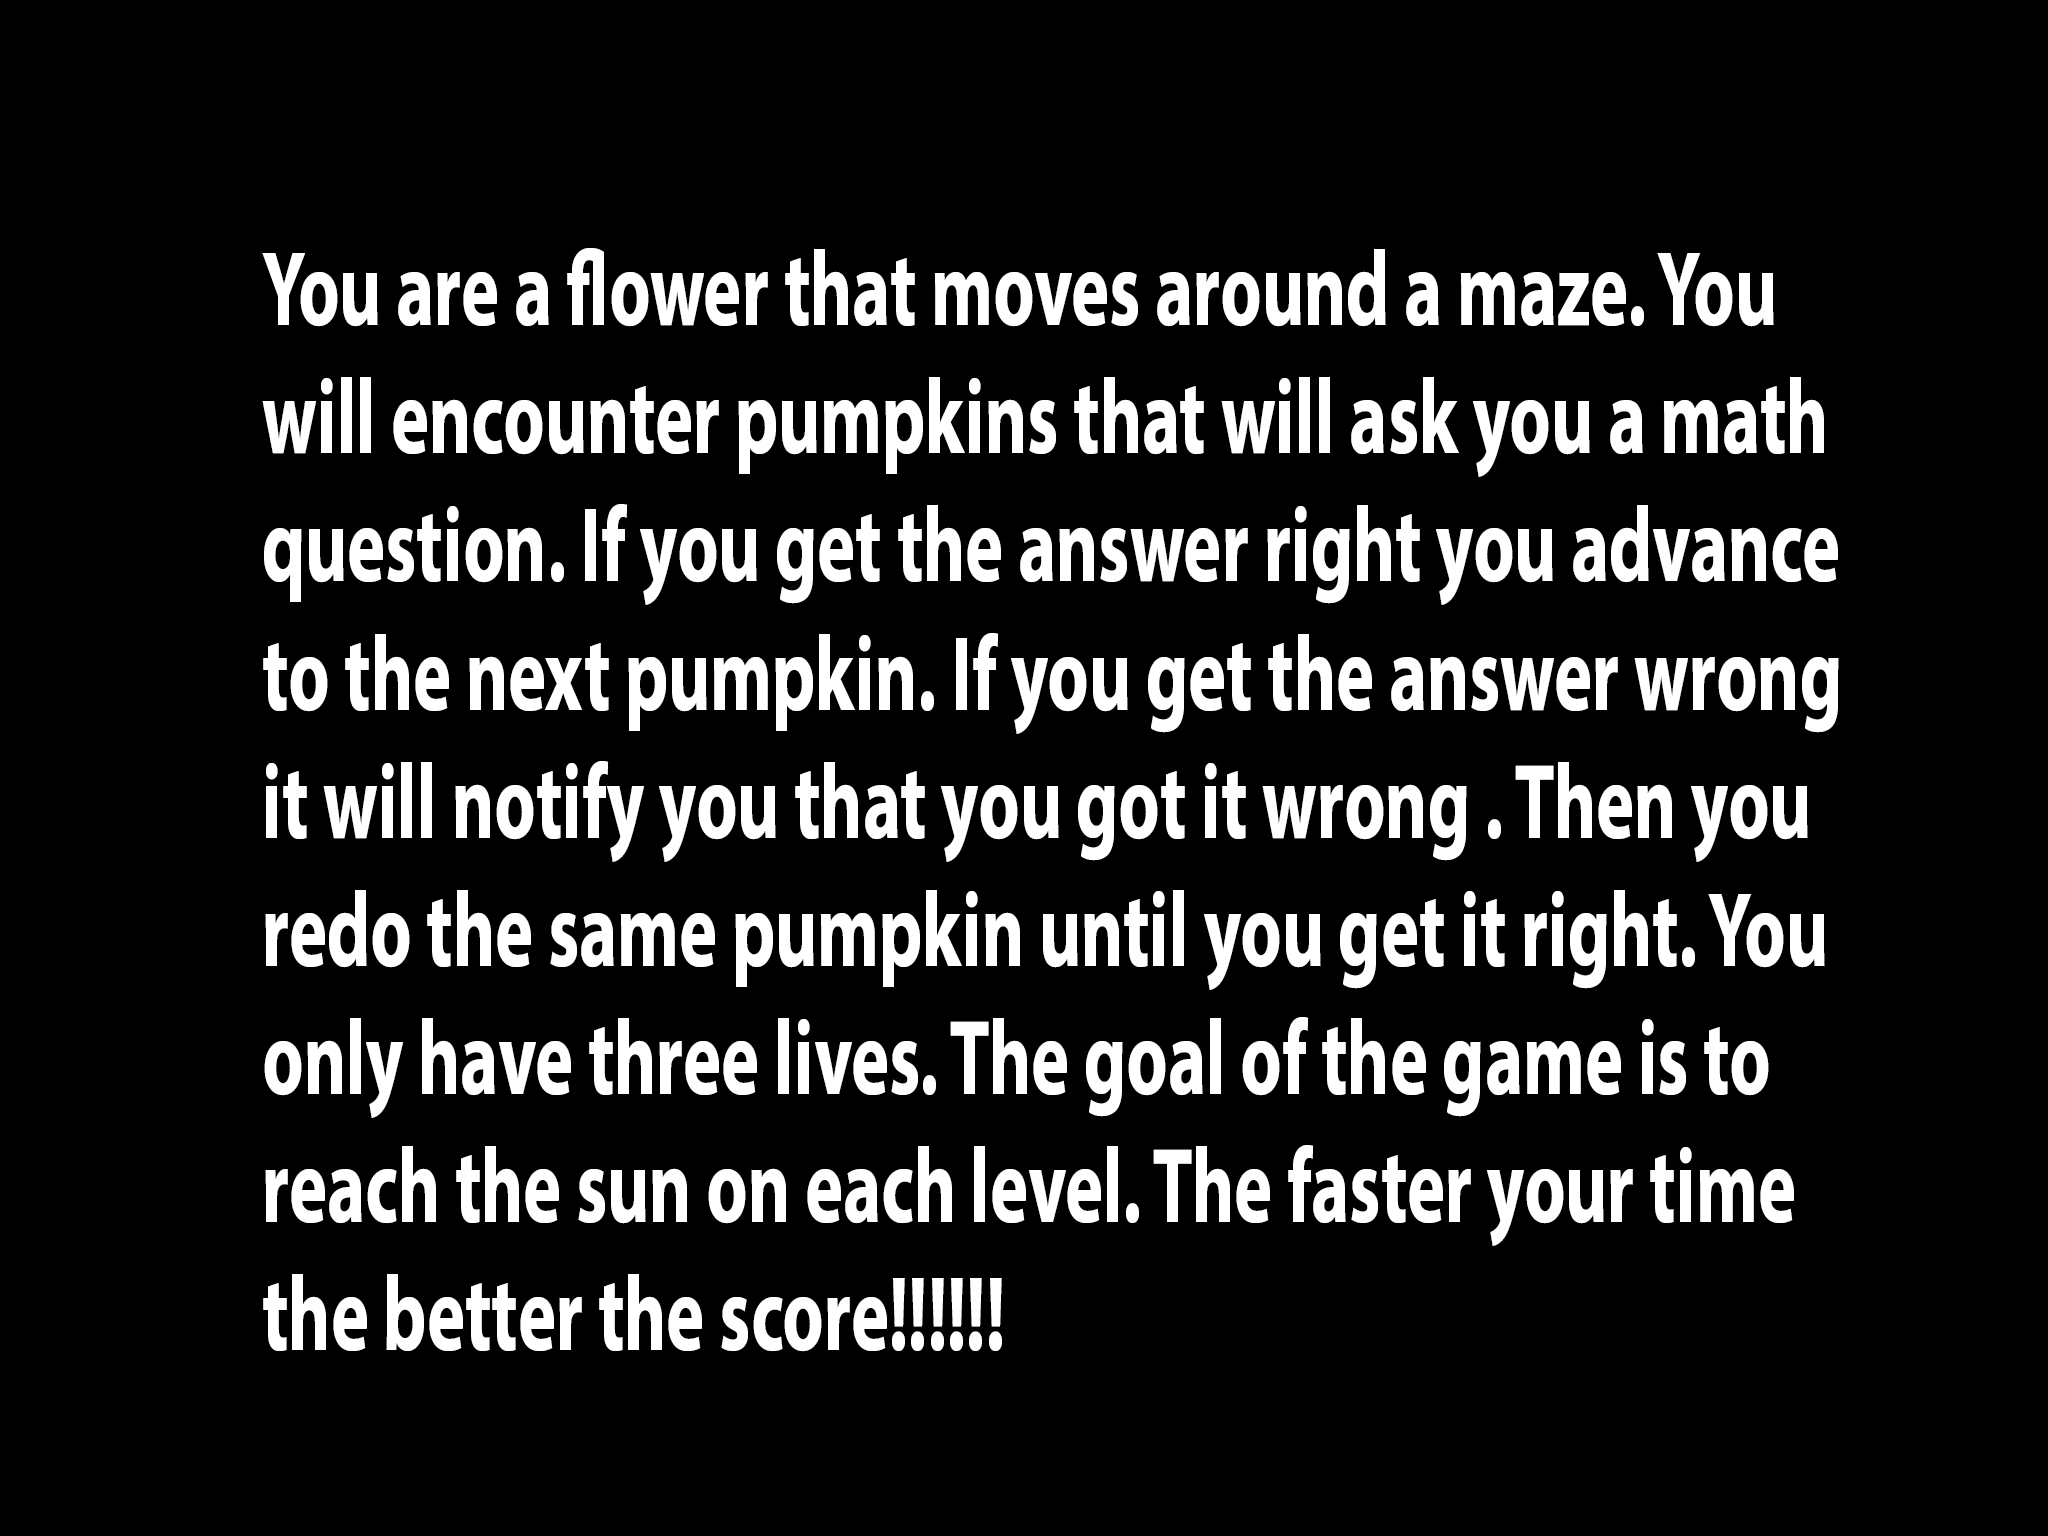 You are a flower that moves around a maze. You
will encounter pumpkins that will ask you a math
question. If you get the answer right you advance
to the next pumpkin. If you get the answer wrong
it will notify you that you got it wrong . Then you
redo the same pumpkin until you get it right. You
only have three lives. The goal of the game is to
reach the sun on each level. The faster your time
the better the score!!!!!!